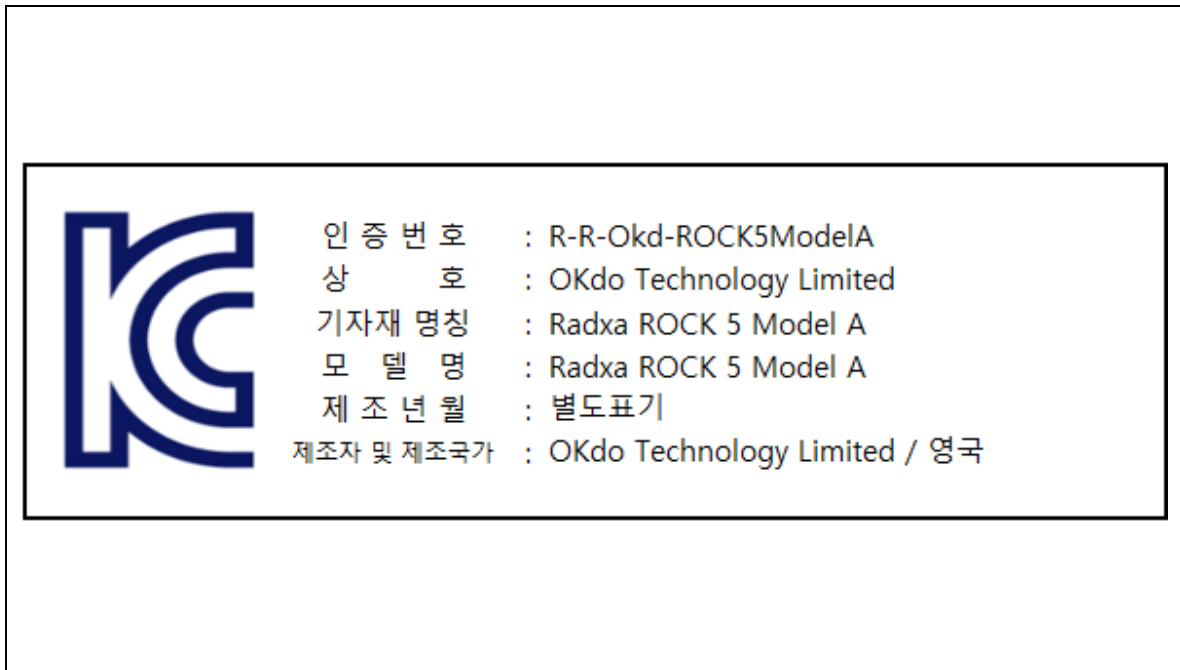 KC
인 증 번 호 : R-R-Okd-ROCK5ModelA
상 호 : OKdo Technology Limited
기자재 명칭 : Radxa ROCK 5 Model A
모 델 명 : Radxa ROCK 5 Model A
제 조 년 월 : 별도표기
제조자 및 제조국가 : OKdo Technology Limited / 영국